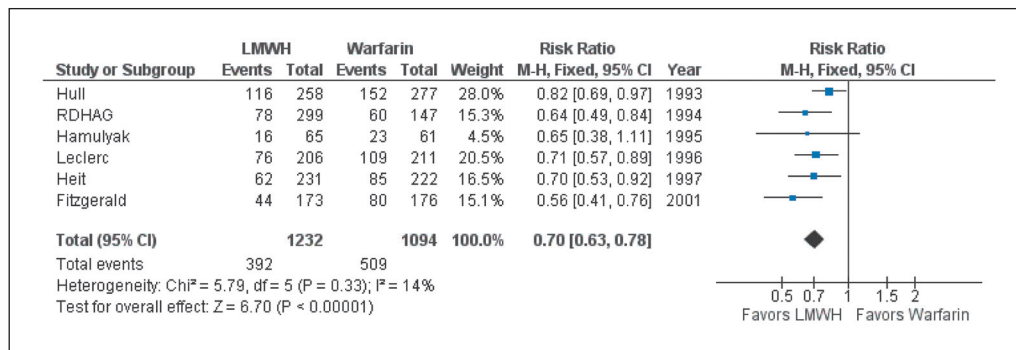 LMWH Warfarin Risk Ratio Risk Ratio
Study or Subgroup Events Total Events Total Weight M-H, Fixed, 95% CI Year M-H, Fixed, 95% CI
Hull 116 258 152 277 28.0% 0.82 [0.69, 0.97] 1993
RDHAG 78 299 60 147 15.3% 0.64 [0.49, 0.84] 1994
Hamulyak 16 65 23 61 4.5% 0.65 [0.38, 1.11] 1995
Leclerc 76 206 109 211 20.5% 0.71 [0.57, 0.89] 1996
Heit 62 231 85 222 16.5% 0.70 [0.53, 0.92] 1997
Fitzgerald 44 173 80 176 15.1% 0.56 [0.41, 0.76] 2001
Total (95% CI) 1232 1094 100.0% 0.70 [0.63, 0.78]
Total events 392 509
Heterogeneity: Chi² = 5.79, df = 5 (P = 0.33); I² = 14%
Test for overall effect: Z = 6.70 (P < 0.00001)
0.5 0.7 1 1.5 2
Favors LMWH Favors Warfarin